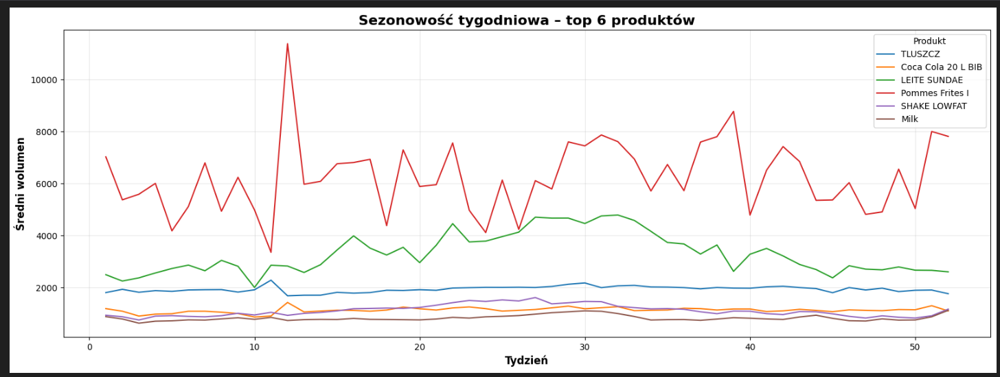 Sezonowość tygodniowa – top 6 produktów
Produkt
TLUSZCZ
Coca Cola 20 L BIB
LEITE SUNDAE
Pommes Frites I
SHAKE LOWFAT
Milk
Średni wolumen
10000
8000
6000
4000
2000
0 10 20 30 40 50
Tydzień